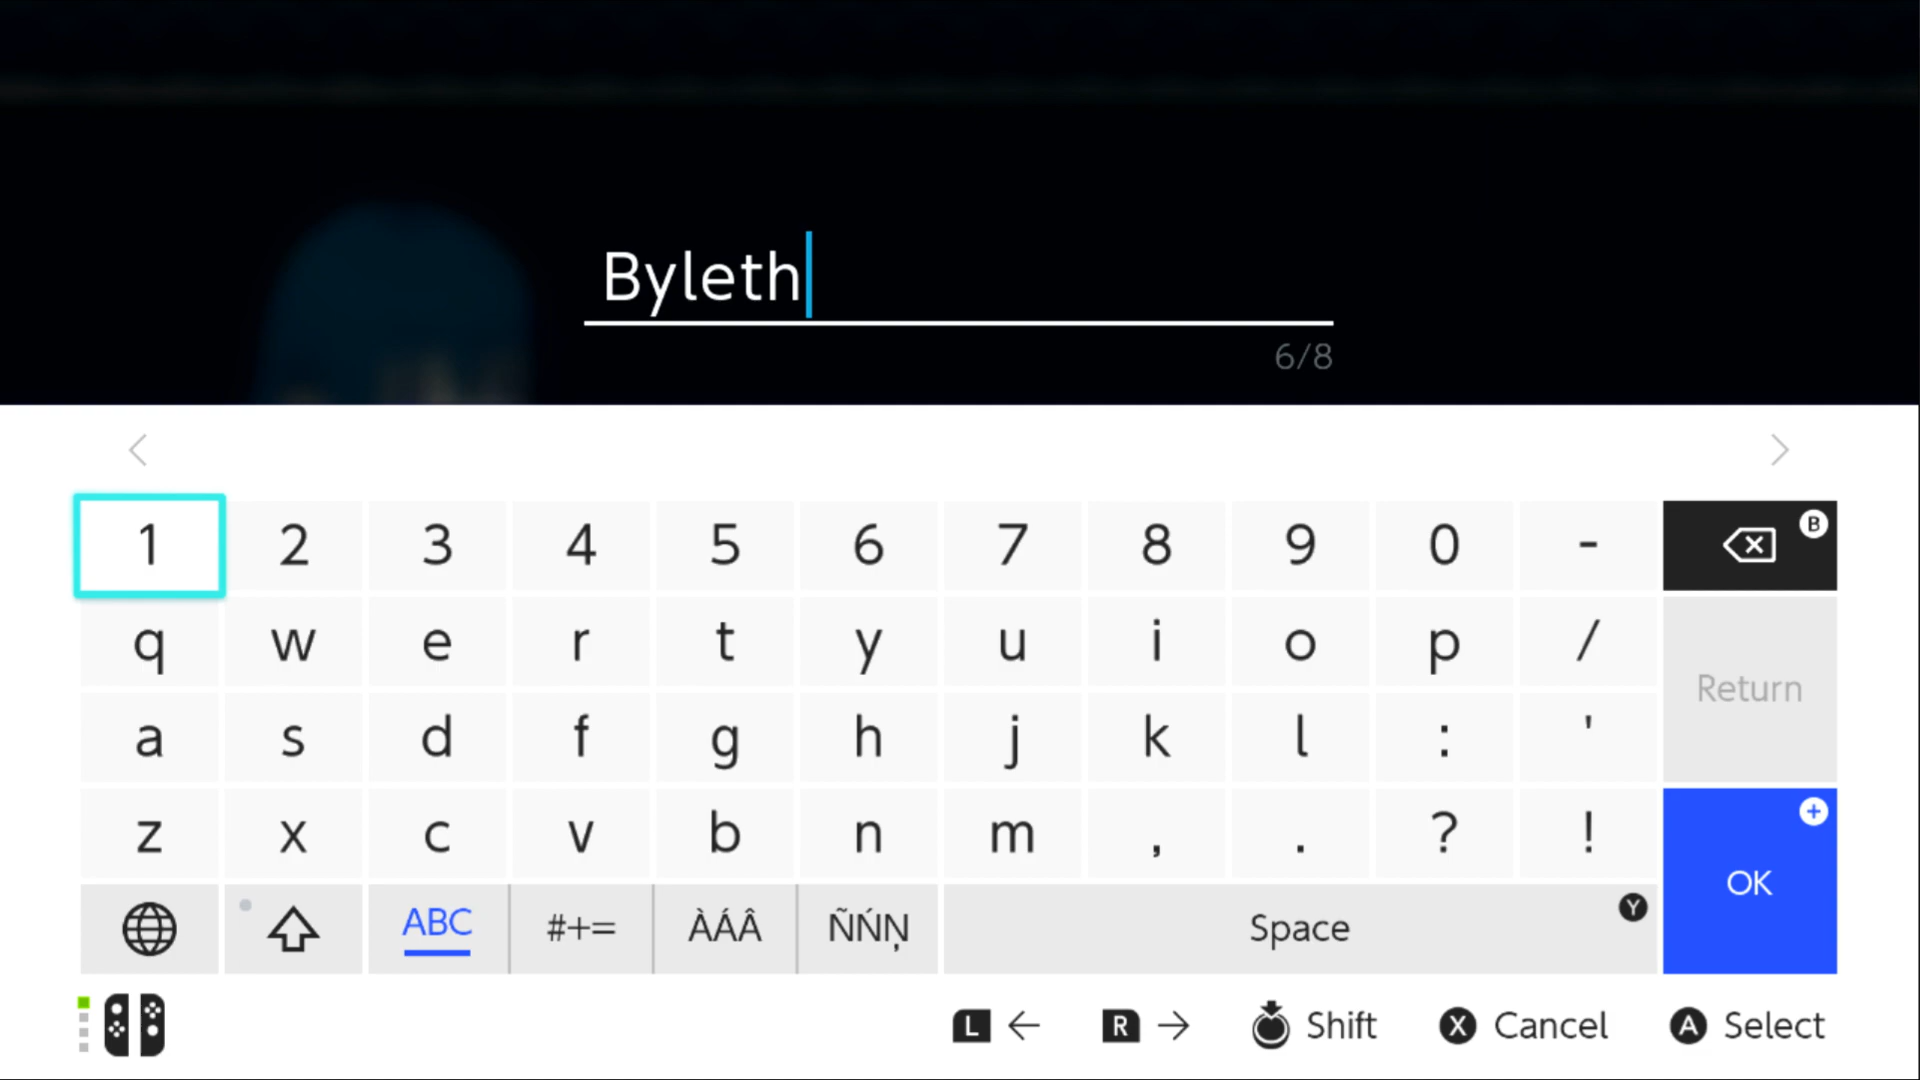 Byleth
6/8
1 2 3 4 5 6 7 8 9 0 - B
q w e r t y u i o p /
Return
a s d f g h j k l : '
z x c v b n m , . ? ! +
OK
ABC #+= ÀÁÂ ÑŃŅ Space Y
L ← R → Shift X Cancel A Select